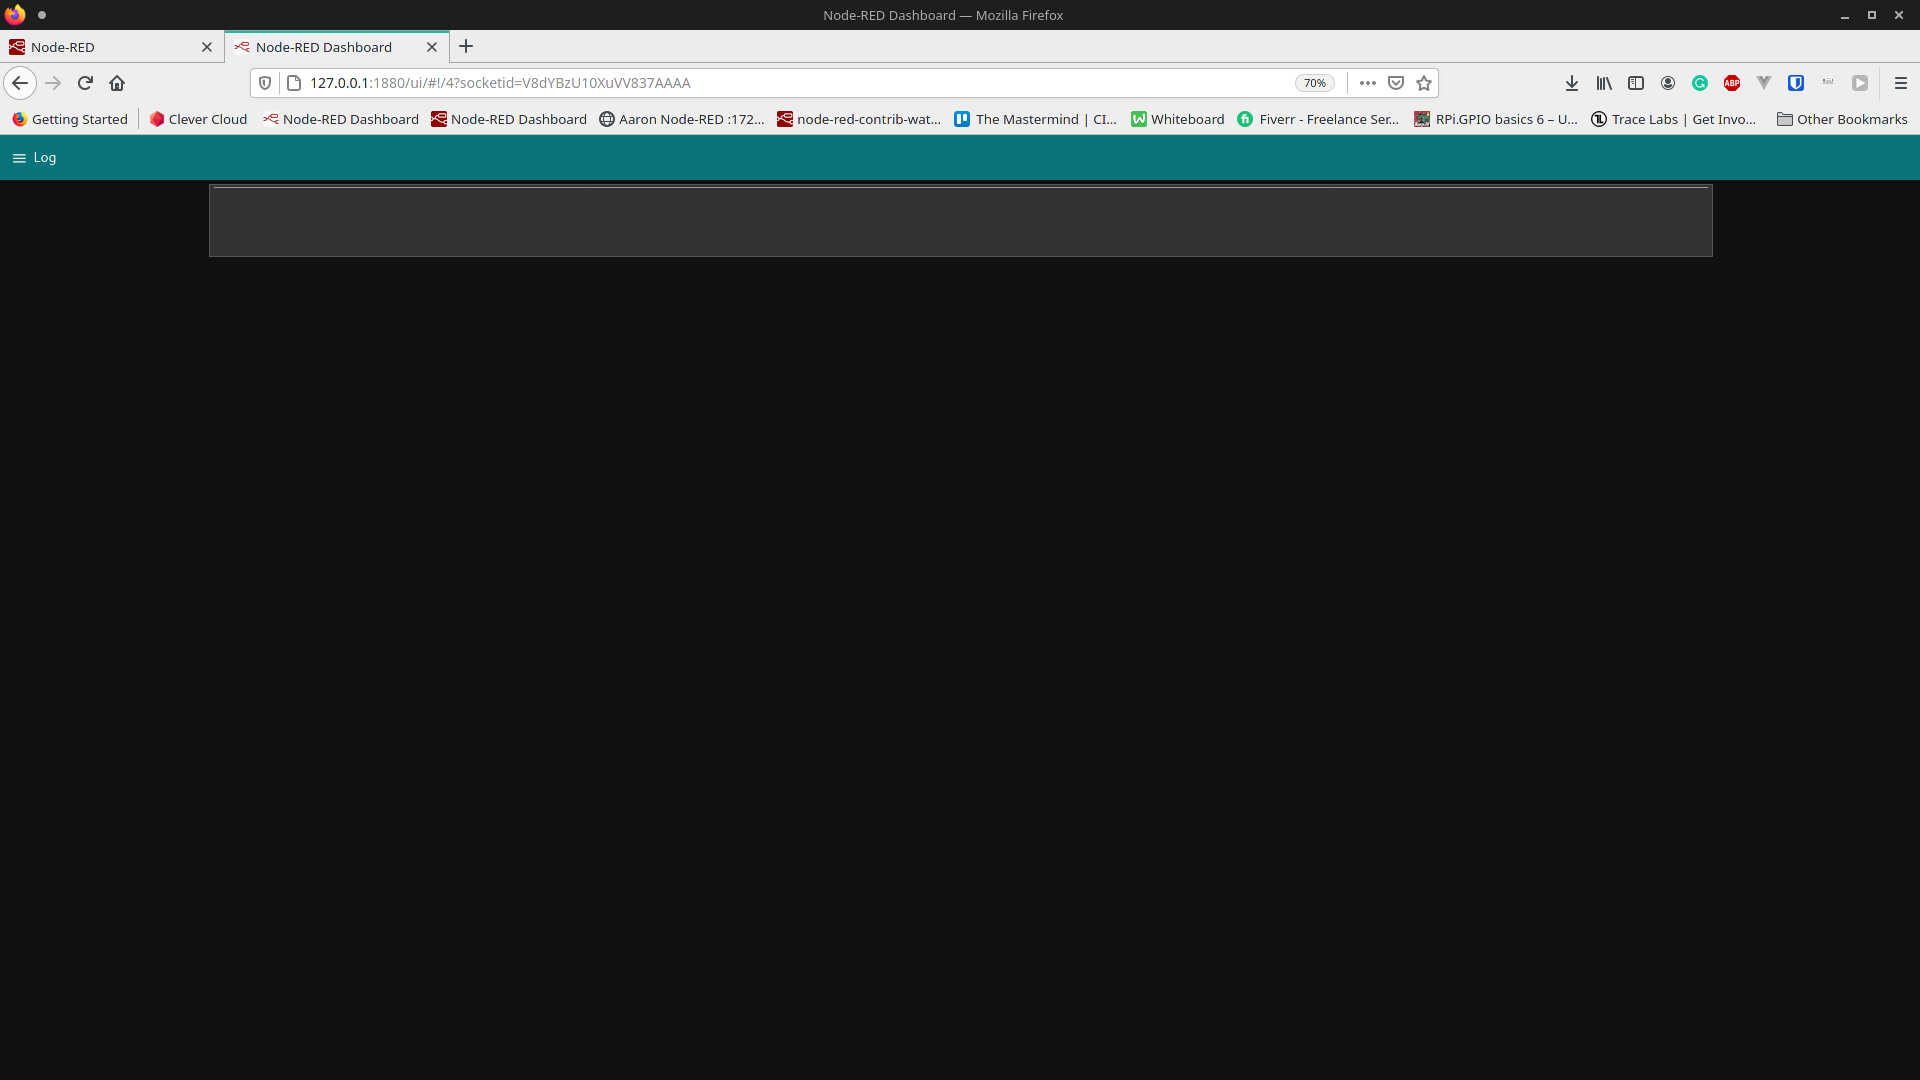 Node-RED Dashboard — Mozilla Firefox
Node-RED
Node-RED Dashboard
127.0.0.1:1880/ui/#!/4?socketid=V8dYBzU10XuVV837AAAA
70%
ABP
Getting Started
Clever Cloud
Node-RED Dashboard
Node-RED Dashboard
Aaron Node-RED :172...
node-red-contrib-wat...
The Mastermind | CI...
Whiteboard
Fiverr - Freelance Ser...
RPi.GPIO basics 6 – U...
Trace Labs | Get Invo...
Other Bookmarks
Log